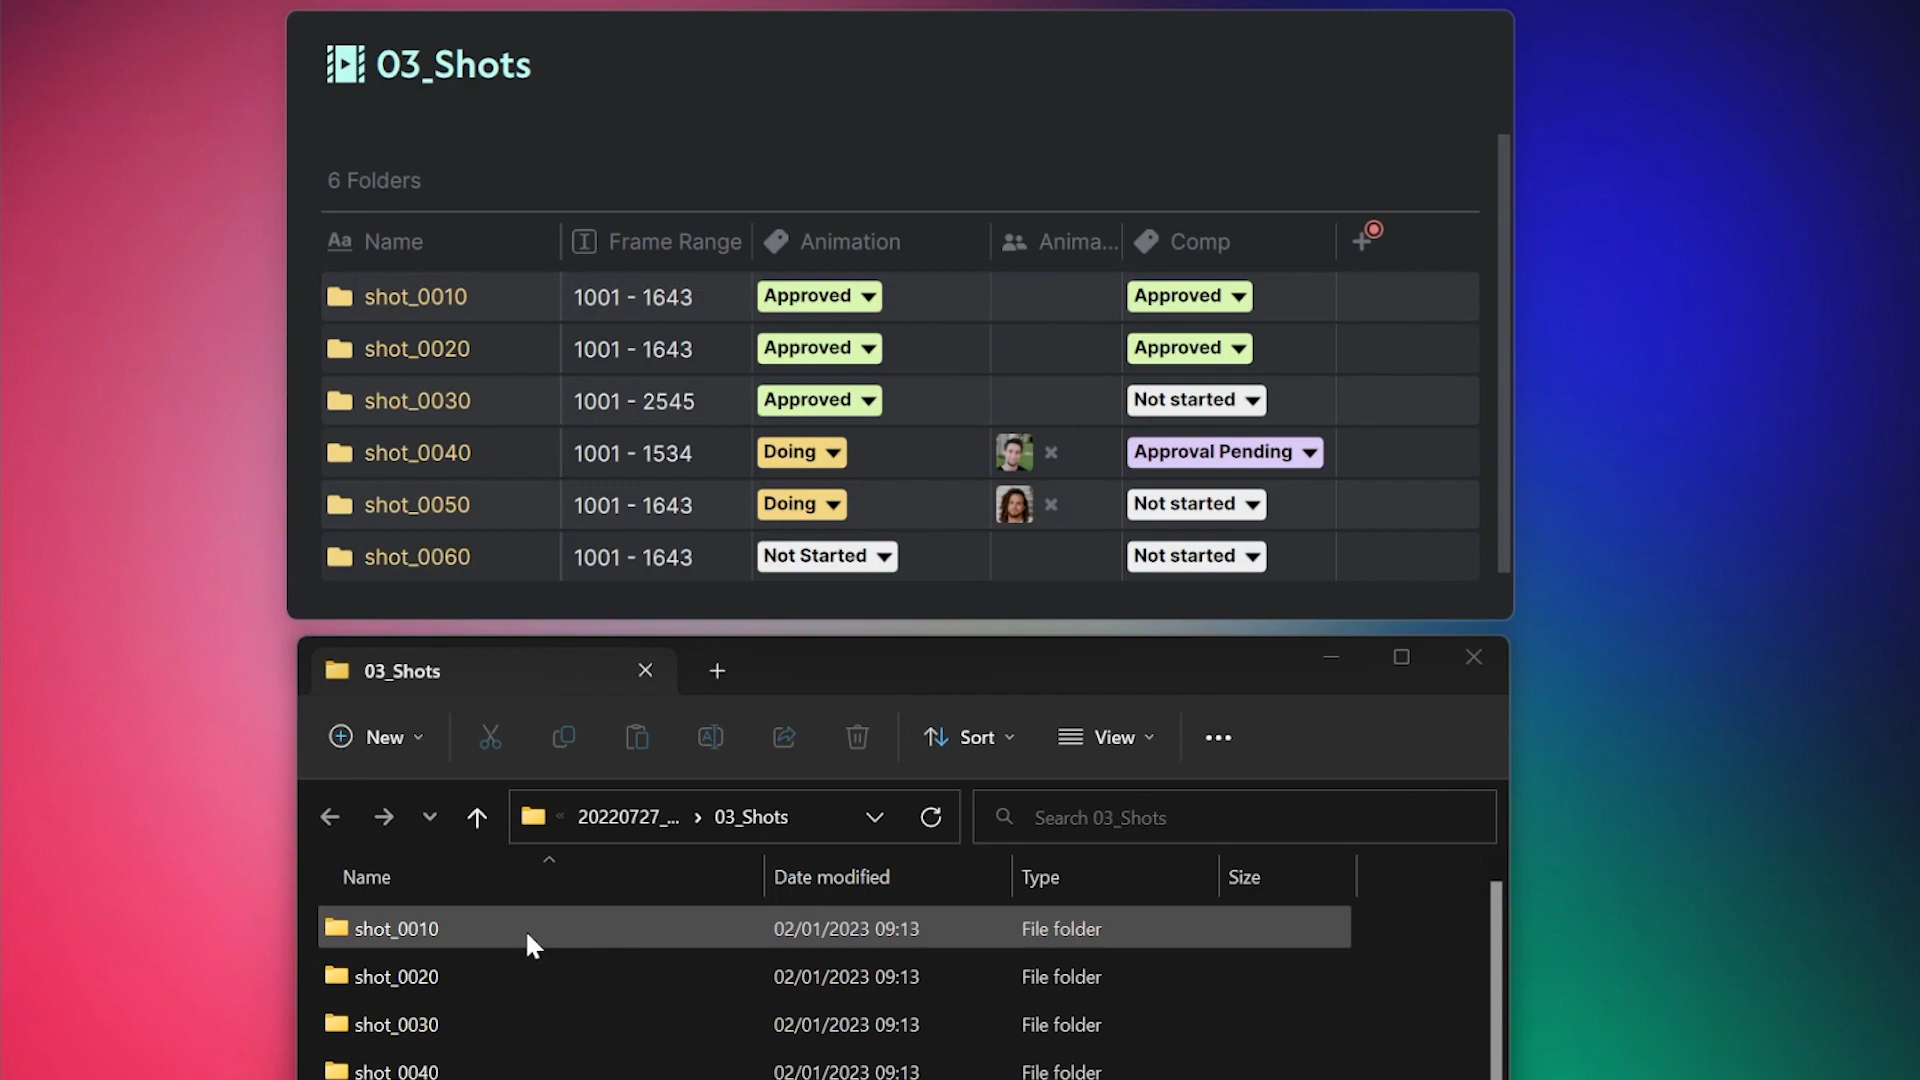 03_Shots
6 Folders
Aa Name Frame Range Animation Anima... Comp +
shot_0010 1001 - 1643 Approved Approved
shot_0020 1001 - 1643 Approved Approved
shot_0030 1001 - 2545 Approved Not started
shot_0040 1001 - 1534 Doing Approval Pending
shot_0050 1001 - 1643 Doing Not started
shot_0060 1001 - 1643 Not Started Not started
03_Shots
New Sort View
« 20220727_... › 03_Shots Search 03_Shots
Name Date modified Type Size
shot_0010 02/01/2023 09:13 File folder
shot_0020 02/01/2023 09:13 File folder
shot_0030 02/01/2023 09:13 File folder
shot_0040 02/01/2023 09:13 File folder